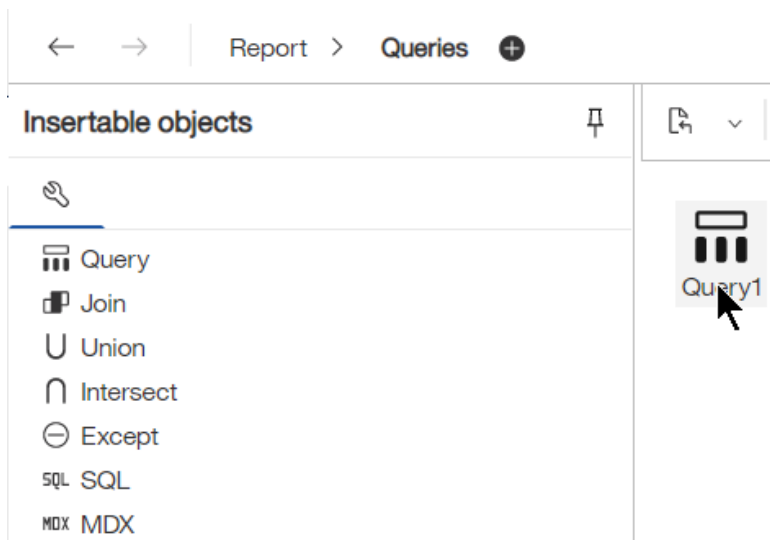 Report > Queries
Insertable objects
Query
Join
Union
Intersect
Except
SQL SQL
MDX MDX
Query1